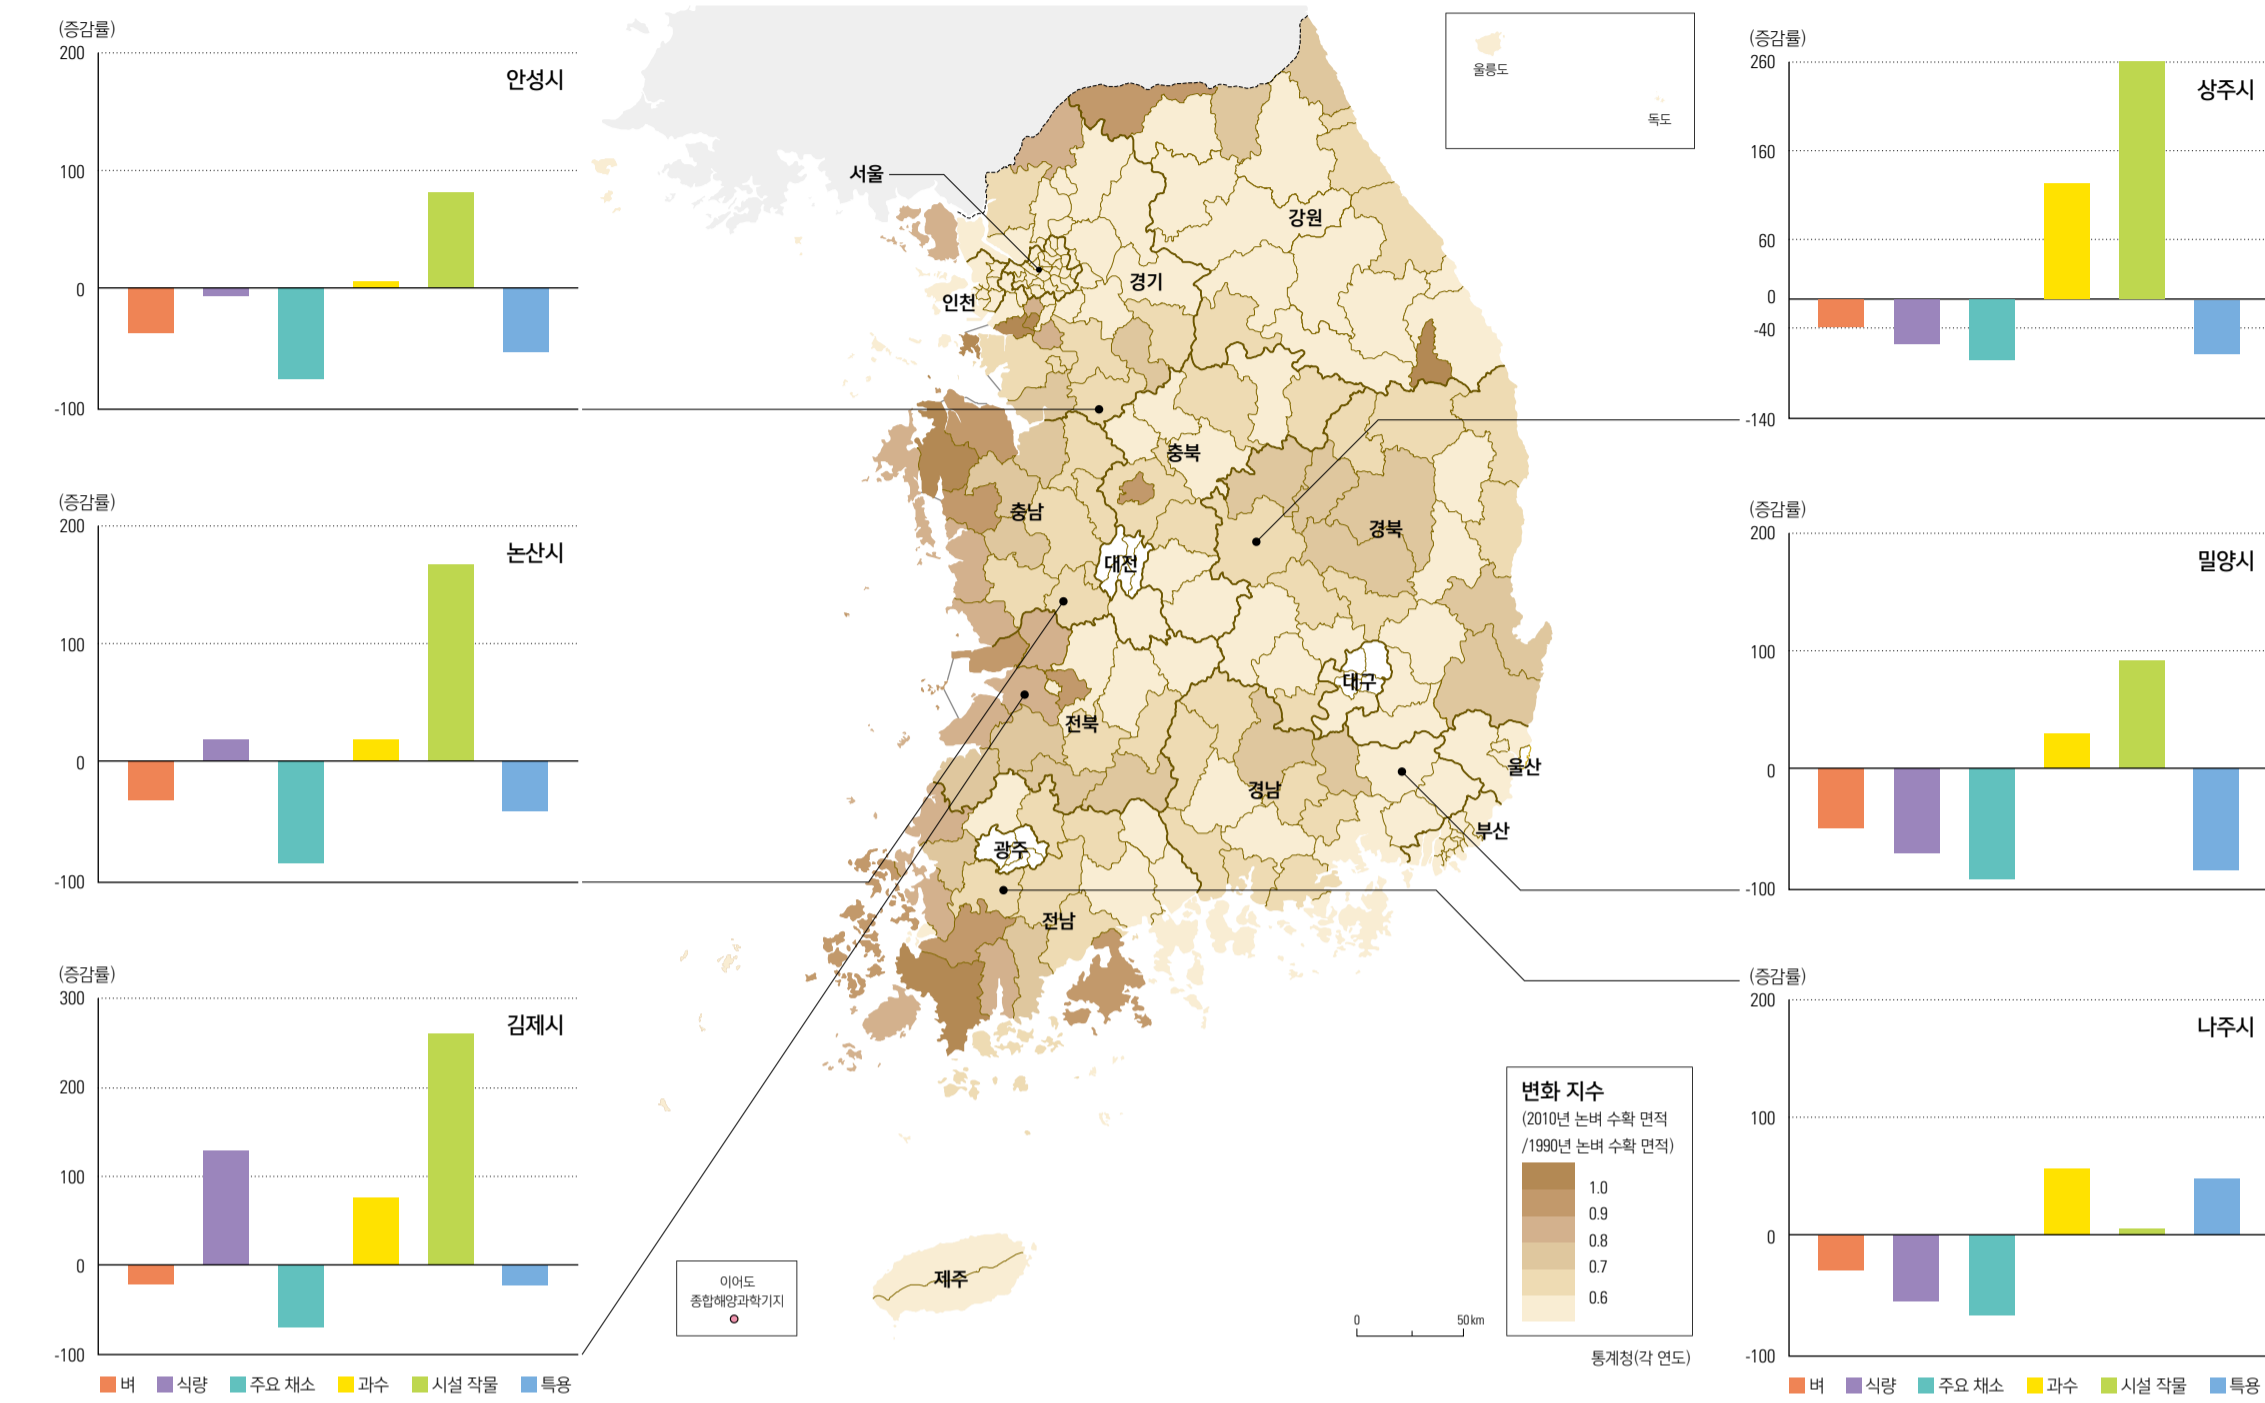 (증감률)
200
안성시
100
0
-100
(증감률)
200
논산시
100
0
-100
(증감률)
300
김제시
200
100
0
-100
벼 식량 주요 채소 과수 시설 작물 특용
울릉도
독도
서울
강원
경기
인천
충북
충남
경북
대전
대구
전북
울산
경남
부산
광주
전남
제주
이어도
종합해양과학기지
변화 지수
(2010년 논벼 수확 면적
/1990년 논벼 수확 면적)
1.0
0.9
0.8
0.7
0.6
0 50km
통계청(각 연도)
(증감률)
260
상주시
160
60
0
-40
-140
(증감률)
200
밀양시
100
0
-100
(증감률)
200
나주시
100
0
-100
벼 식량 주요 채소 과수 시설 작물 특용